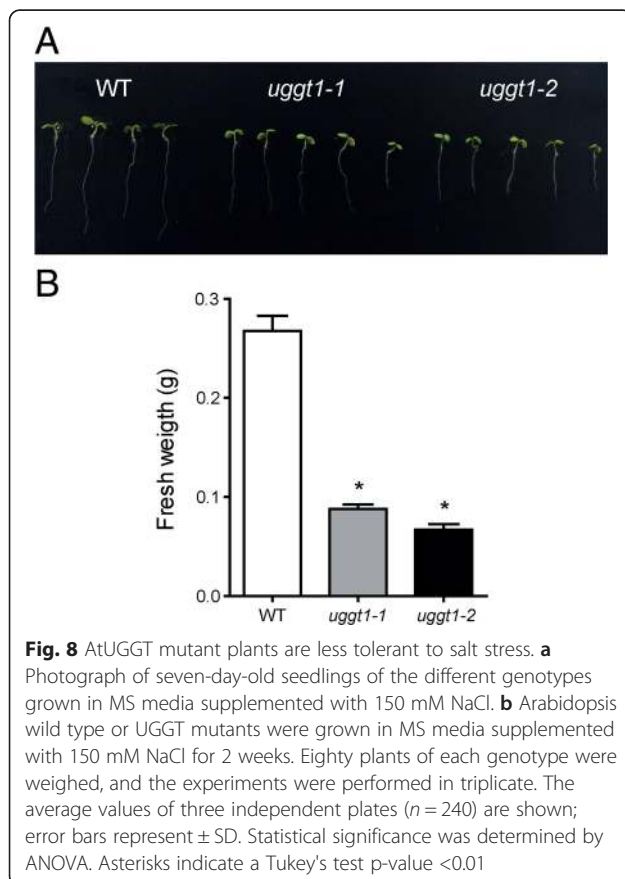 A
WT uggt1-1 uggt1-2
B
Fresh weigth (g)
0.3
0.2
0.1
0.0
* *
WT uggt1-1 uggt1-2
Fig. 8 AtUGGT mutant plants are less tolerant to salt stress. a
Photograph of seven-day-old seedlings of the different genotypes
grown in MS media supplemented with 150 mM NaCl. b Arabidopsis
wild type or UGGT mutants were grown in MS media supplemented
with 150 mM NaCl for 2 weeks. Eighty plants of each genotype were
weighed, and the experiments were performed in triplicate. The
average values of three independent plates (n = 240) are shown;
error bars represent ± SD. Statistical significance was determined by
ANOVA. Asterisks indicate a Tukey's test p-value <0.01